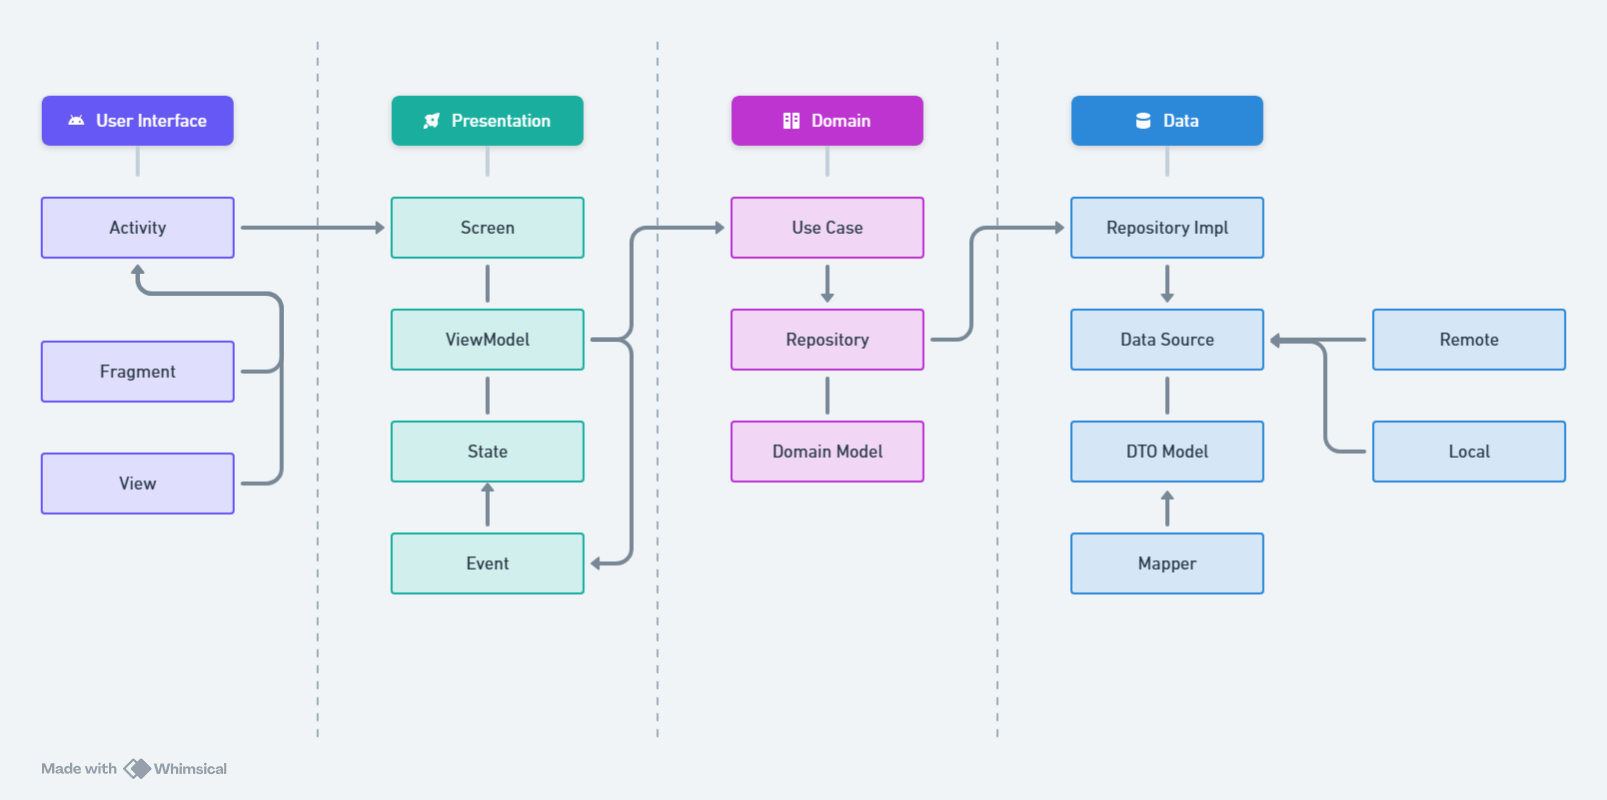 User Interface
Presentation
Domain
Data
Activity
Screen
Use Case
Repository Impl
ViewModel
Repository
Data Source
Remote
Fragment
State
Domain Model
DTO Model
Local
View
Event
Mapper
Made with Whimsical